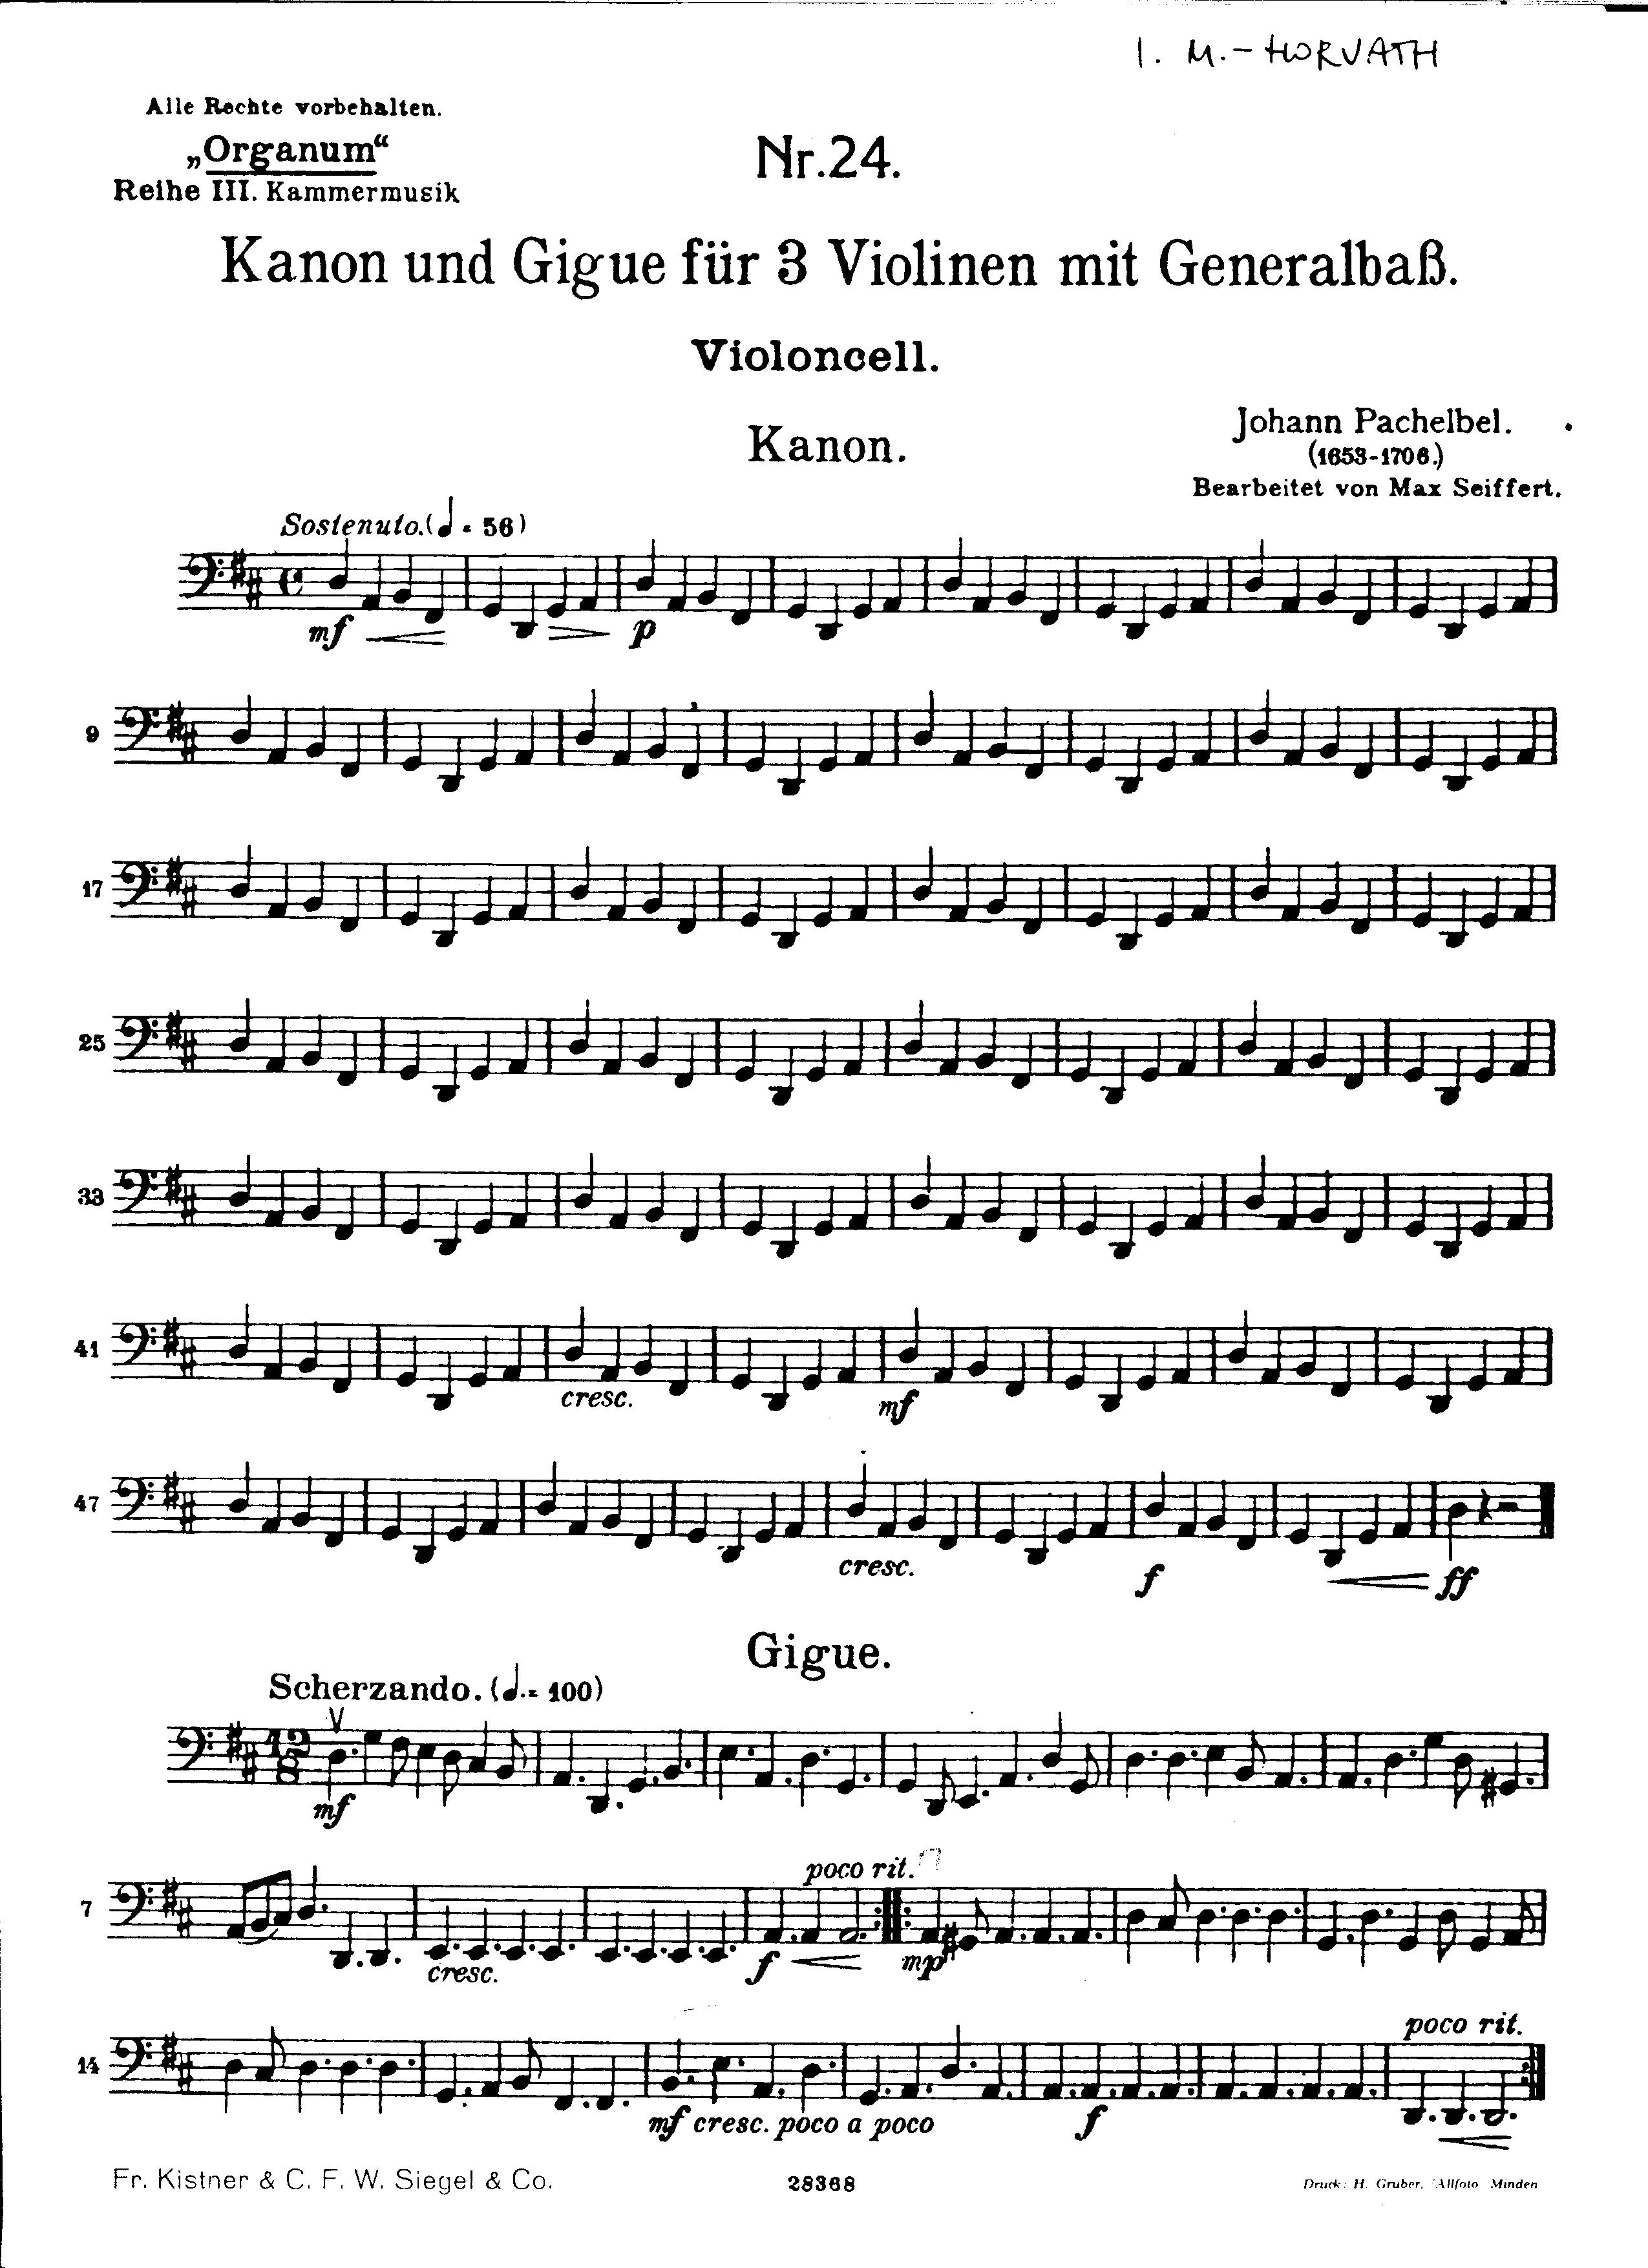 I. M. - HORVATH
Alle Rechte vorbehalten.
„Organum“
Reihe III. Kammermusik
Nr. 24.
Kanon und Gigue für 3 Violinen mit Generalbaß.
Violoncell.
Kanon.
Johann Pachelbel.
(1653-1706.)
Bearbeitet von Max Seiffert.
Sostenuto. (♩ = 56)
mf p
9
17
25
33
41
cresc. mf
47
cresc. f ff
Gigue.
Scherzando. (♩. = 100)
12
8
mf
poco rit.
7
cresc. f mp
poco rit.
14
mf cresc. poco a poco f
Fr. Kistner & C. F. W. Siegel & Co. 28368 Druck: H. Gruber, Allfoto Minden